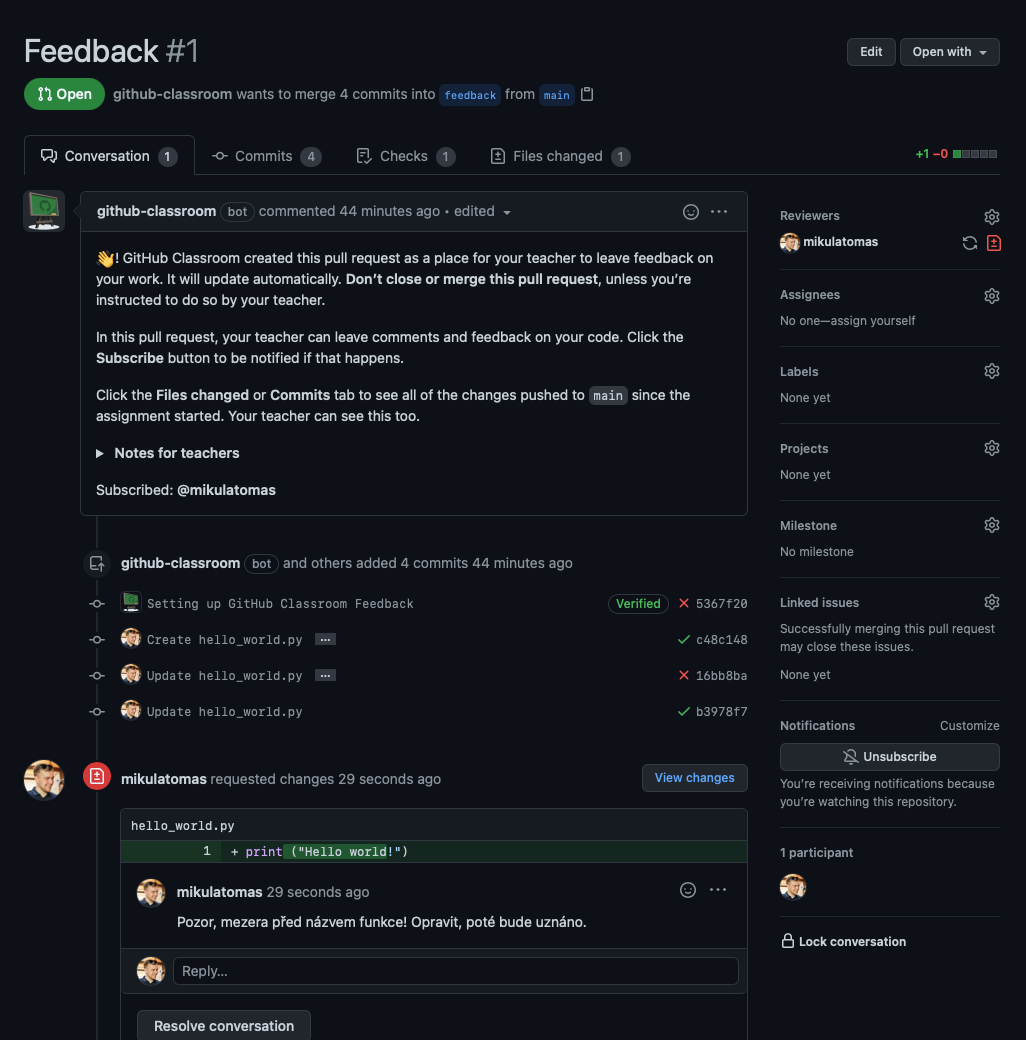 Feedback #1
Edit
Open with
Open
github-classroom wants to merge 4 commits into feedback from main
Conversation 1
Commits 4
Checks 1
Files changed 1
+1 −0
github-classroom bot commented 44 minutes ago • edited
👋! GitHub Classroom created this pull request as a place for your teacher to leave feedback on
your work. It will update automatically. Don’t close or merge this pull request, unless you’re
instructed to do so by your teacher.
In this pull request, your teacher can leave comments and feedback on your code. Click the
Subscribe button to be notified if that happens.
Click the Files changed or Commits tab to see all of the changes pushed to main since the
assignment started. Your teacher can see this too.
Notes for teachers
Subscribed: @mikulatomas
github-classroom bot and others added 4 commits 44 minutes ago
Setting up GitHub Classroom Feedback Verified 5367f20
Create hello_world.py ... c48c148
Update hello_world.py ... 16bb8ba
Update hello_world.py b3978f7
mikulatomas requested changes 29 seconds ago
View changes
hello_world.py
1 + print ("Hello world!")
mikulatomas 29 seconds ago
Pozor, mezera před názvem funkce! Opravit, poté bude uznáno.
Reply...
Resolve conversation
Reviewers
mikulatomas
Assignees
No one—assign yourself
Labels
None yet
Projects
None yet
Milestone
No milestone
Linked issues
Successfully merging this pull request
may close these issues.
None yet
Notifications
Customize
Unsubscribe
You’re receiving notifications because
you’re watching this repository.
1 participant
Lock conversation